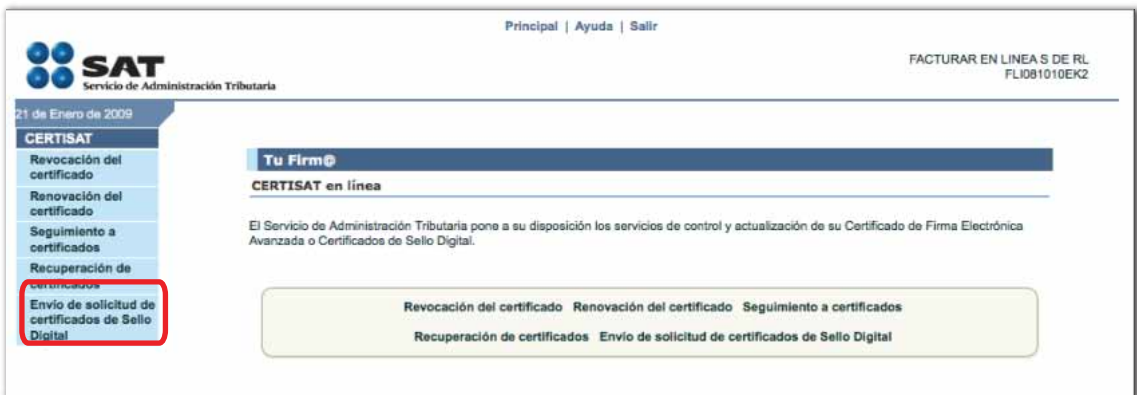 Principal | Ayuda | Salir
SAT
Servicio de Administración Tributaria
FACTURAR EN LINEA S DE RL
FLI081010EK2
21 de Enero de 2009
CERTISAT
Revocación del
certificado
Renovación del
certificado
Seguimiento a
certificados
Recuperación de
certificados
Envío de solicitud de
certificados de Sello
Digital
Tu Firm@
CERTISAT en línea
El Servicio de Administración Tributaria pone a su disposición los servicios de control y actualización de su Certificado de Firma Electrónica
Avanzada o Certificados de Sello Digital.
Revocación del certificado Renovación del certificado Seguimiento a certificados
Recuperación de certificados Envío de solicitud de certificados de Sello Digital